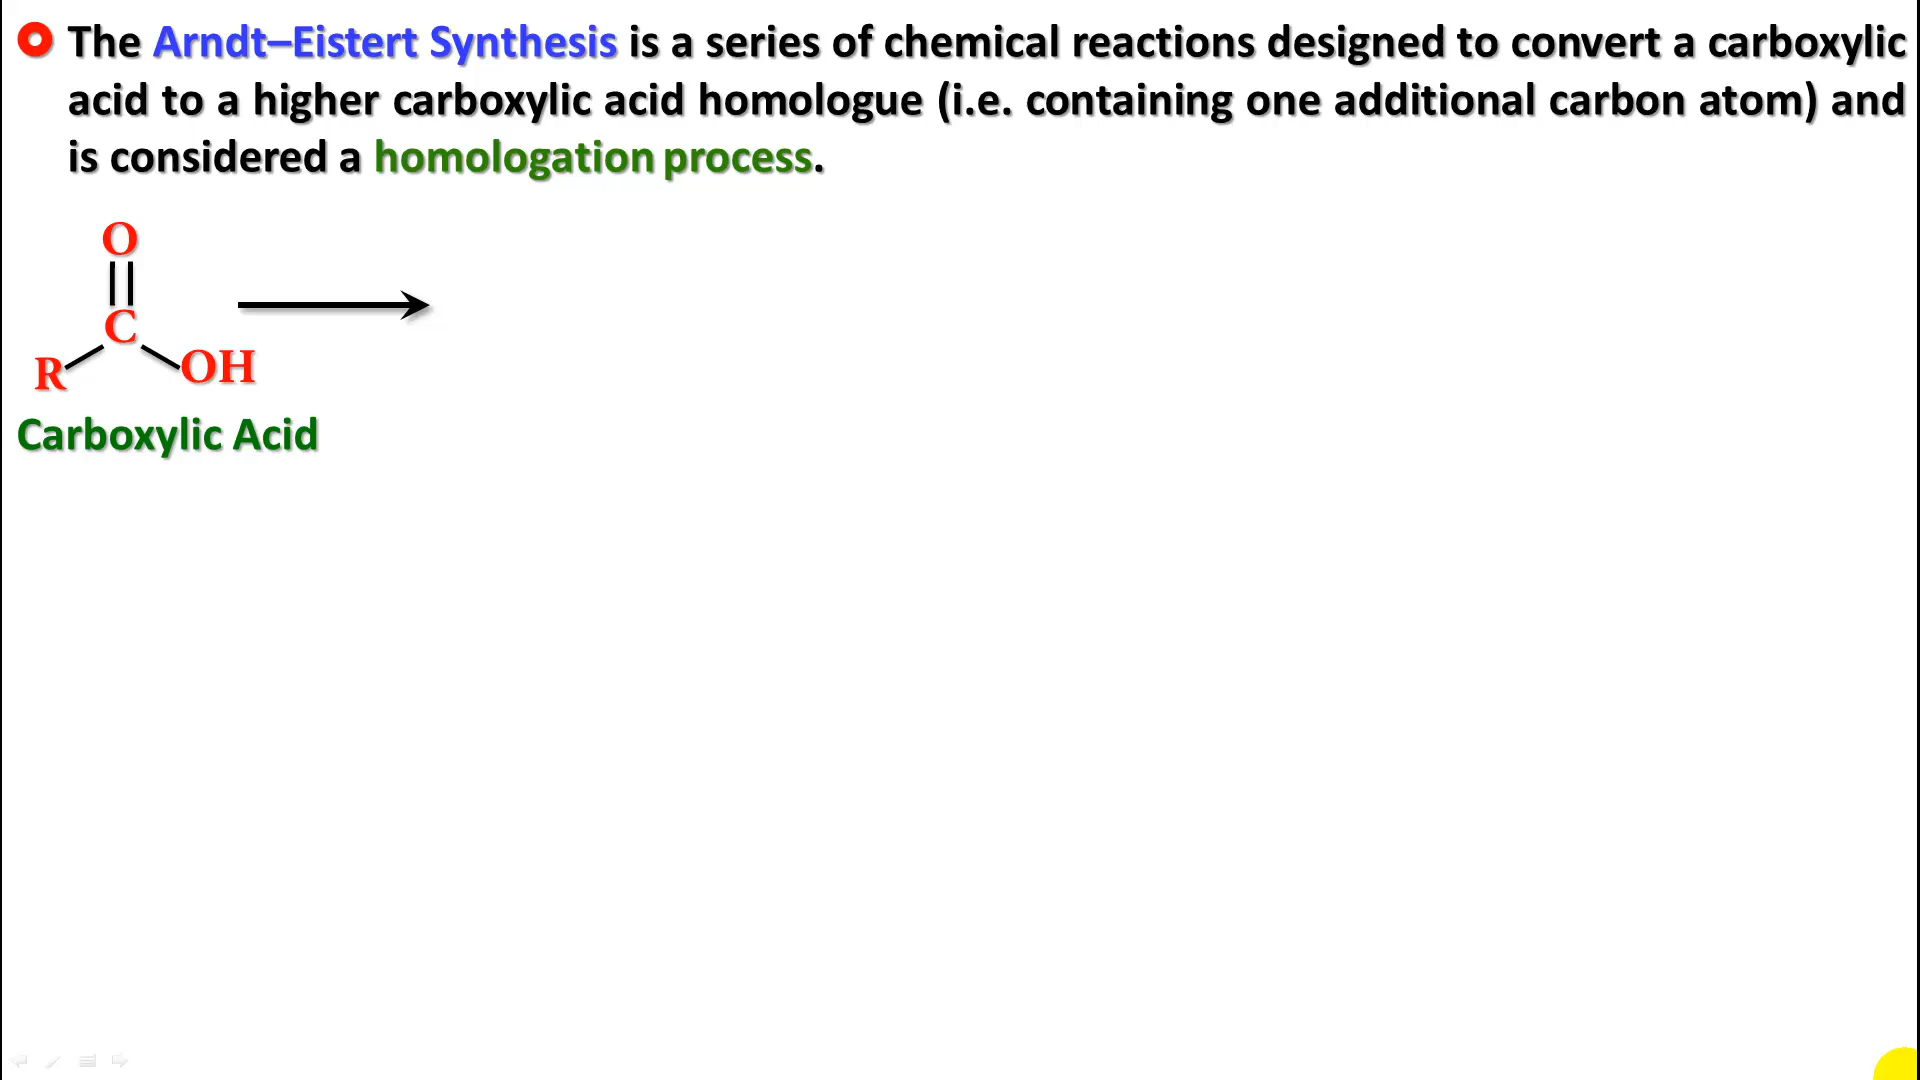 The Arndt–Eistert Synthesis is a series of chemical reactions designed to convert a carboxylic
acid to a higher carboxylic acid homologue (i.e. containing one additional carbon atom) and
is considered a homologation process.
O
C
R
OH
Carboxylic Acid